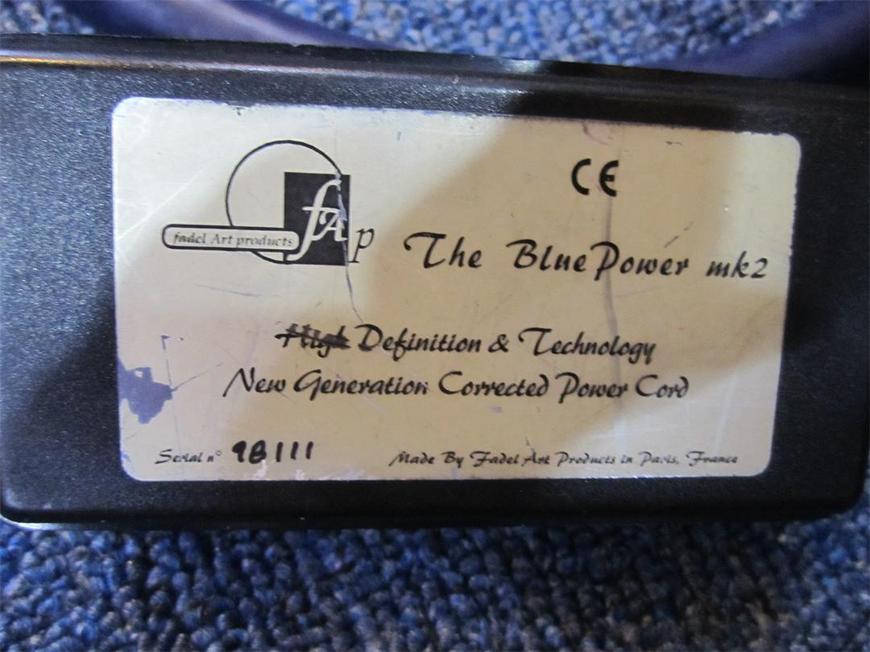 CE
fadel Art products
fAp
The BluePower mk2
High Definition & Technology
New Generation Corrected Power Cord
Serial n° 98111
Made By Fadel Art Products in Paris, France